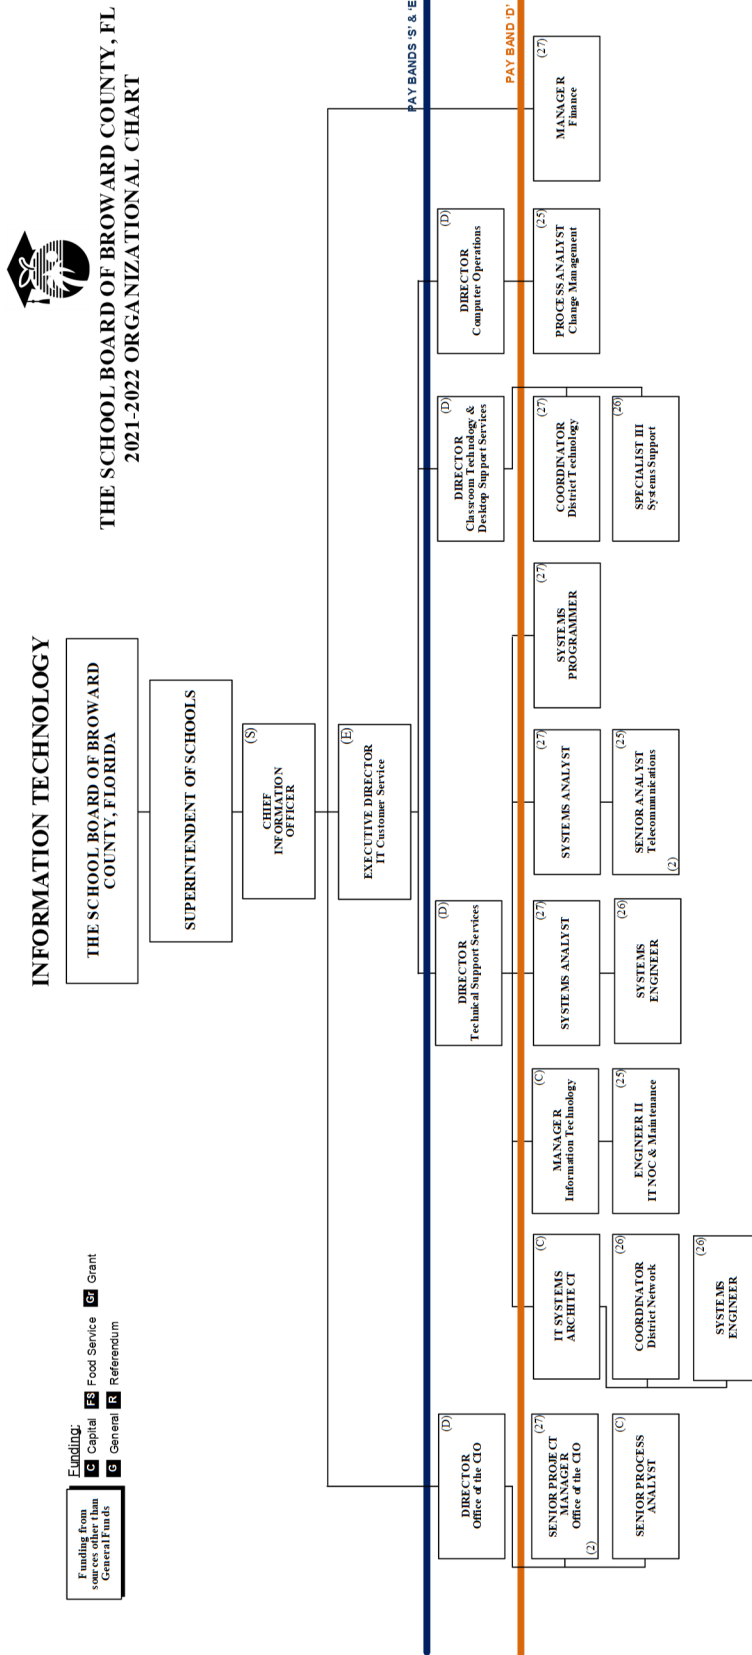 THE SCHOOL BOARD OF BROWARD COUNTY, FL
2021-2022 ORGANIZATIONAL CHART
INFORMATION TECHNOLOGY
Funding from
sources other than
General Funds
Funding:
C Capital FS Food Service Gr Grant
G General R Referendum
THE SCHOOL BOARD OF BROWARD
COUNTY, FLORIDA
SUPERINTENDENT OF SCHOOLS
(S)
CHIEF
INFORMATION
OFFICER
(E)
EXECUTIVE DIRECTOR
IT Customer Service
PAY BANDS 'S' & 'E
(D)
DIRECTOR
Office of the CIO
(D)
DIRECTOR
Technical Support Services
(D)
DIRECTOR
Classroom Technology &
Desktop Support Services
(D)
DIRECTOR
Computer Operations
PAY BAND 'D'
(27)
SENIOR PROJECT
MANAGER
Office of the CIO
(2)
(C)
IT SYSTEMS
ARCHITECT
(C)
MANAGER
Information Technology
(27)
SYSTEMS ANALYST
(27)
SYSTEMS ANALYST
(27)
SYSTEMS
PROGRAMMER
(27)
COORDINATOR
District Technology
(25)
PROCESS ANALYST
Change Management
(27)
MANAGER
Finance
(C)
SENIOR PROCESS
ANALYST
(26)
COORDINATOR
District Network
(25)
ENGINEER II
IT NOC & Maintenance
(26)
SYSTEMS
ENGINEER
(25)
SENIOR ANALYST
Telecommunications
(2)
(26)
SPECIALIST III
Systems Support
(26)
SYSTEMS
ENGINEER